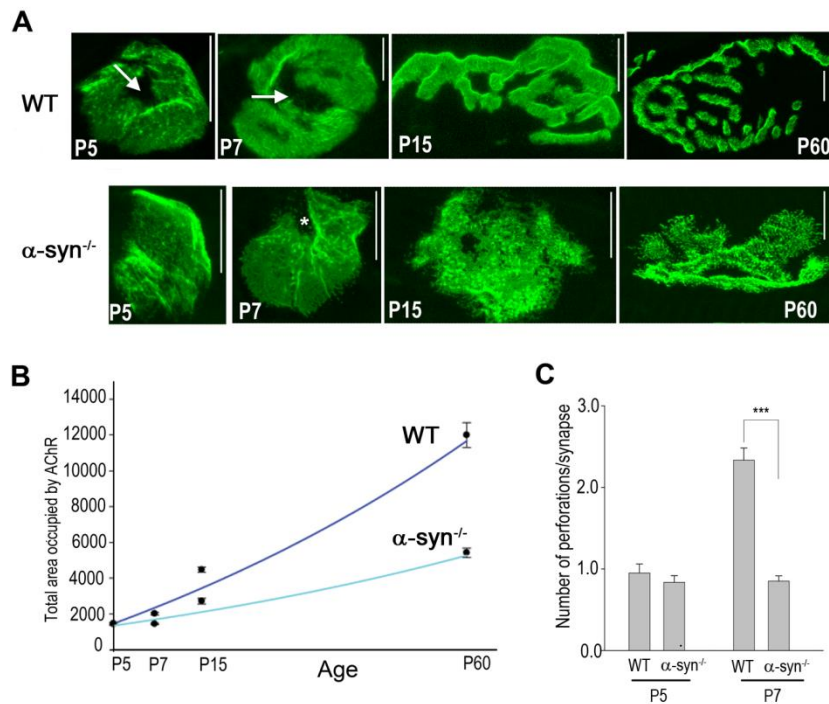 A
WT
P5
P7
P15
P60
α-syn-/-
P5
*
P7
P15
P60
B
Total area occupied by AChR
14000
12000
10000
8000
6000
4000
2000
0
WT
α-syn-/-
P5 P7 P15 Age P60
C
Number of perforations/synapse
3.0
2.0
1.0
0.0
***
WT α-syn-/- WT α-syn-/-
P5 P7